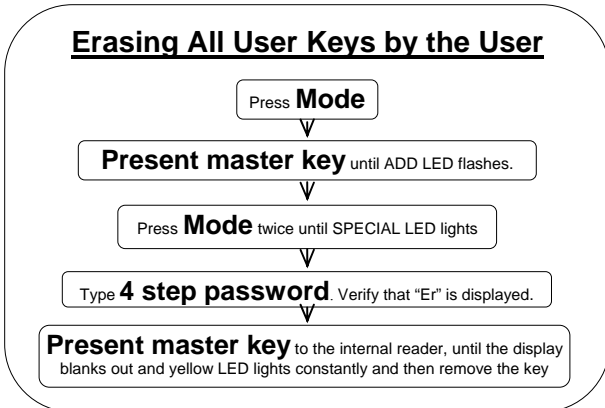 Erasing All User Keys by the User
Press Mode
Present master key until ADD LED flashes.
Press Mode twice until SPECIAL LED lights
Type 4 step password. Verify that “Er” is displayed.
Present master key to the internal reader, until the display
blanks out and yellow LED lights constantly and then remove the key